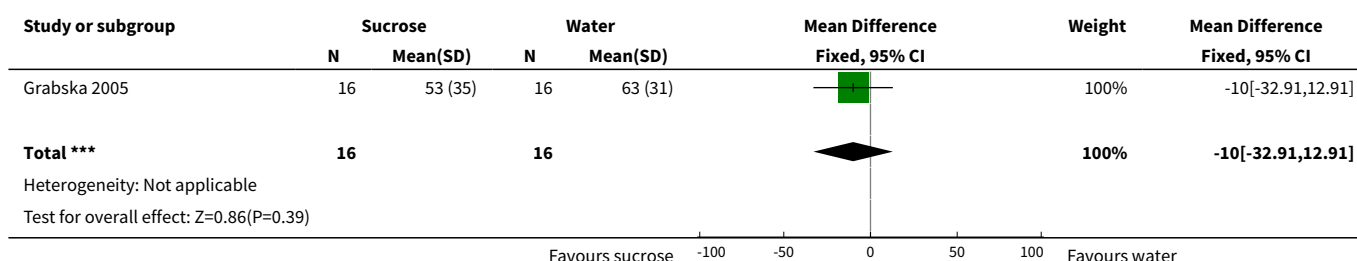 Study or subgroup Sucrose Water Mean Difference Weight Mean Difference
N Mean(SD) N Mean(SD) Fixed, 95% CI Fixed, 95% CI
Grabska 2005 16 53 (35) 16 63 (31) 100% -10[-32.91,12.91]
Total *** 16 16 100% -10[-32.91,12.91]
Heterogeneity: Not applicable
Test for overall effect: Z=0.86(P=0.39)
Favours sucrose -100 -50 0 50 100 Favours water